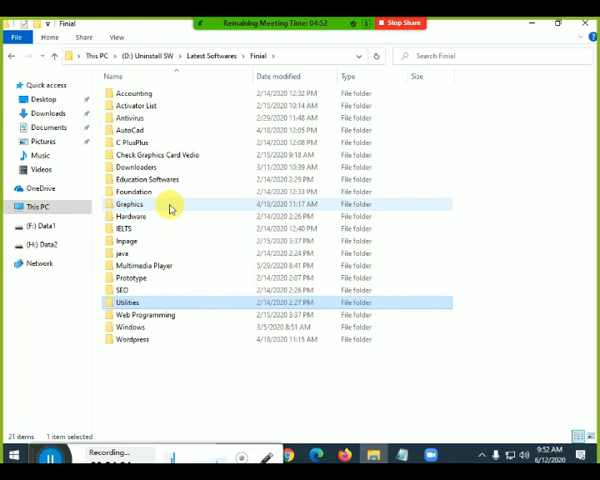 Finial
Remaining Meeting Time: 04:52
Stop Share
File Home Share View
This PC > (D:) Uninstall SW > Latest Softwares > Finial >
Search Finial
Name Date modified Type Size
Quick access
Desktop
Downloads
Documents
Pictures
Music
Videos
OneDrive
This PC
(F:) Data1
(H:) Data2
Network
Accounting 2/14/2020 12:32 PM File folder
Activator List 2/15/2020 10:14 AM File folder
Antivirus 2/29/2020 11:48 AM File folder
AutoCad 4/18/2020 12:05 PM File folder
C PlusPlus 2/14/2020 12:08 PM File folder
Check Graphics Card Vedio 2/15/2020 9:18 AM File folder
Downloaders 3/11/2020 10:39 AM File folder
Education Softwares 2/14/2020 2:29 PM File folder
Foundation 2/14/2020 12:33 PM File folder
Graphics 4/18/2020 11:17 AM File folder
Hardware 2/14/2020 2:26 PM File folder
IELTS 2/14/2020 12:40 PM File folder
Inpage 2/15/2020 3:37 PM File folder
java 2/14/2020 2:24 PM File folder
Multimedia Player 5/29/2020 8:41 PM File folder
Prototype 2/14/2020 2:07 PM File folder
SEO 2/14/2020 2:26 PM File folder
Utilities 2/14/2020 2:27 PM File folder
Web Programming 2/15/2020 3:37 PM File folder
Windows 3/5/2020 8:51 AM File folder
Wordpress 4/18/2020 11:15 AM File folder
21 items 1 item selected
Recording...
9:52 AM
6/12/2020